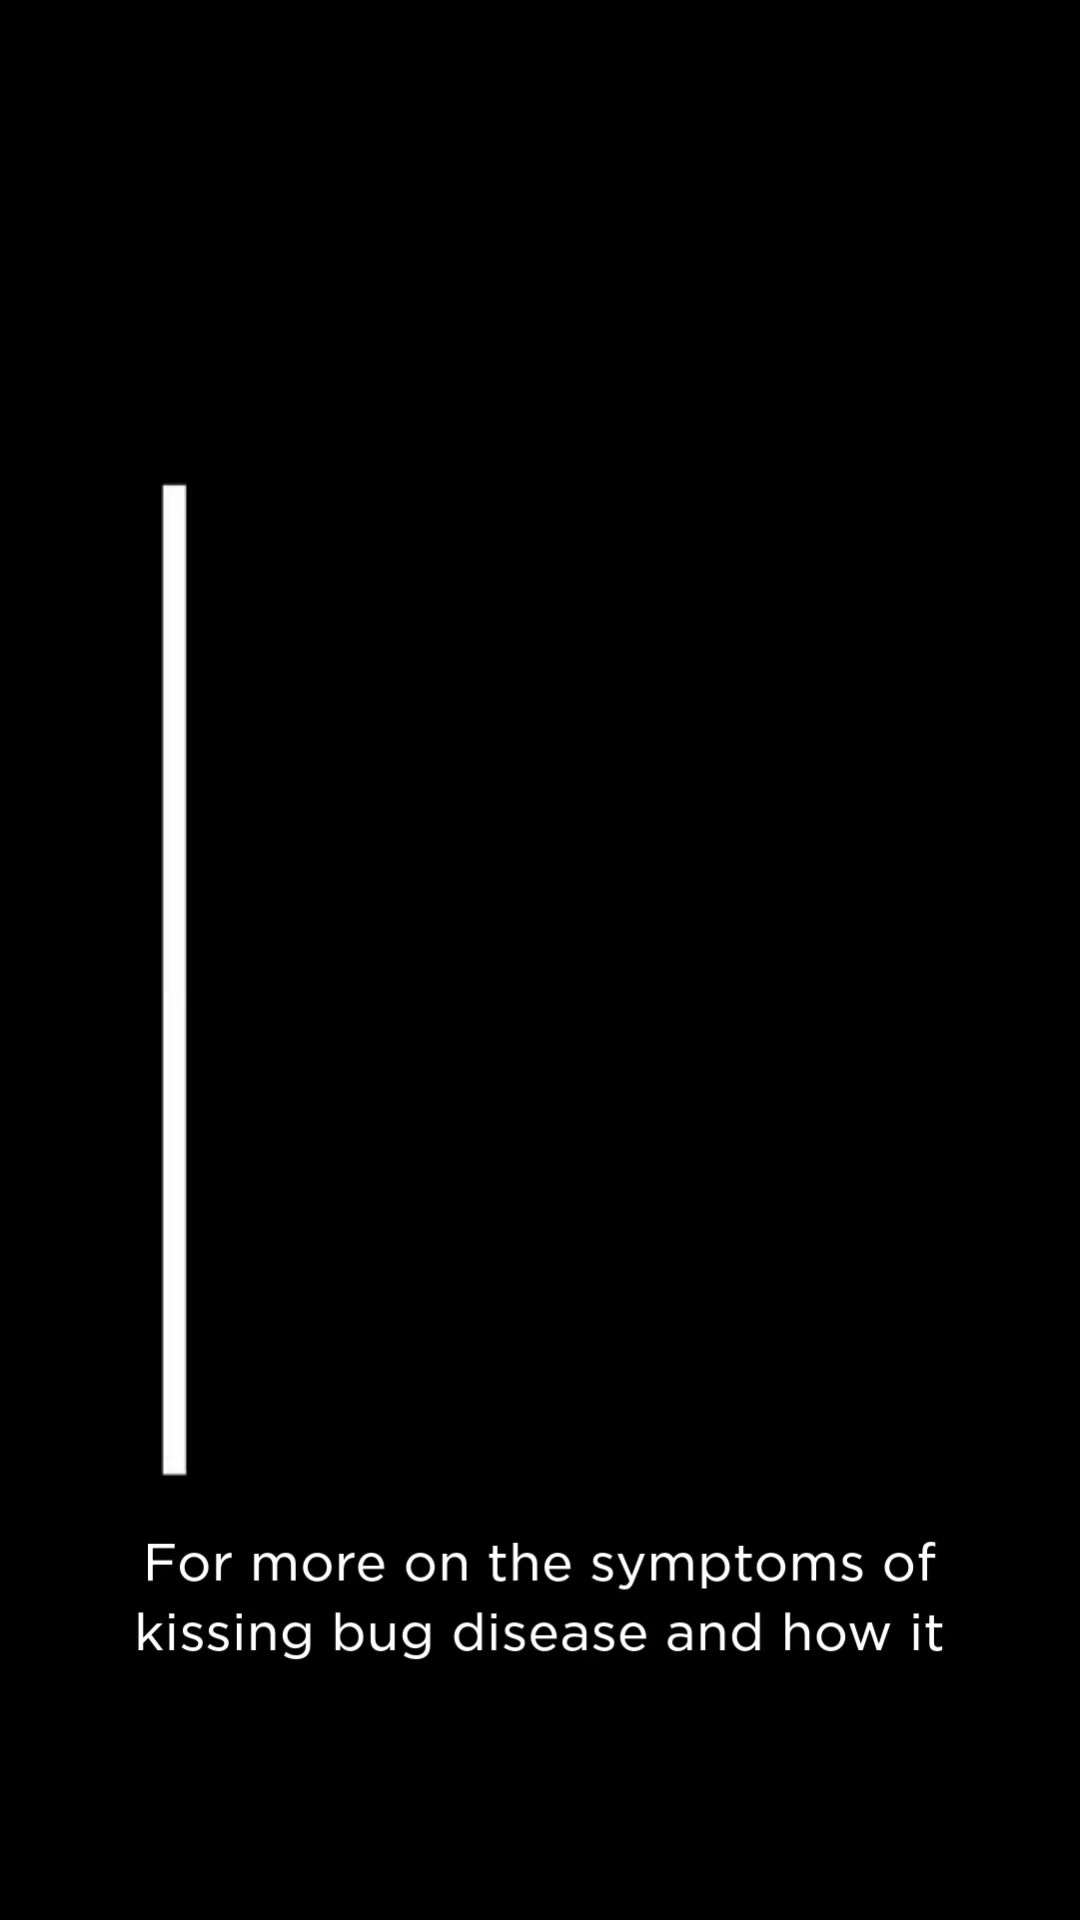 For more on the symptoms of
kissing bug disease and how it